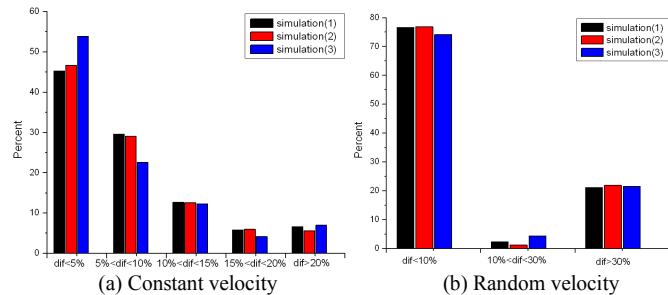 simulation(1)
simulation(2)
simulation(3)
60
50
40
30
20
10
0
Percent
dif<5% 5%<dif<10% 10%<dif<15% 15%<dif<20% dif>20%
(a) Constant velocity
simulation(1)
simulation(2)
simulation(3)
80
70
60
50
40
30
20
10
0
Percent
dif<10% 10%<dif<30% dif>30%
(b) Random velocity